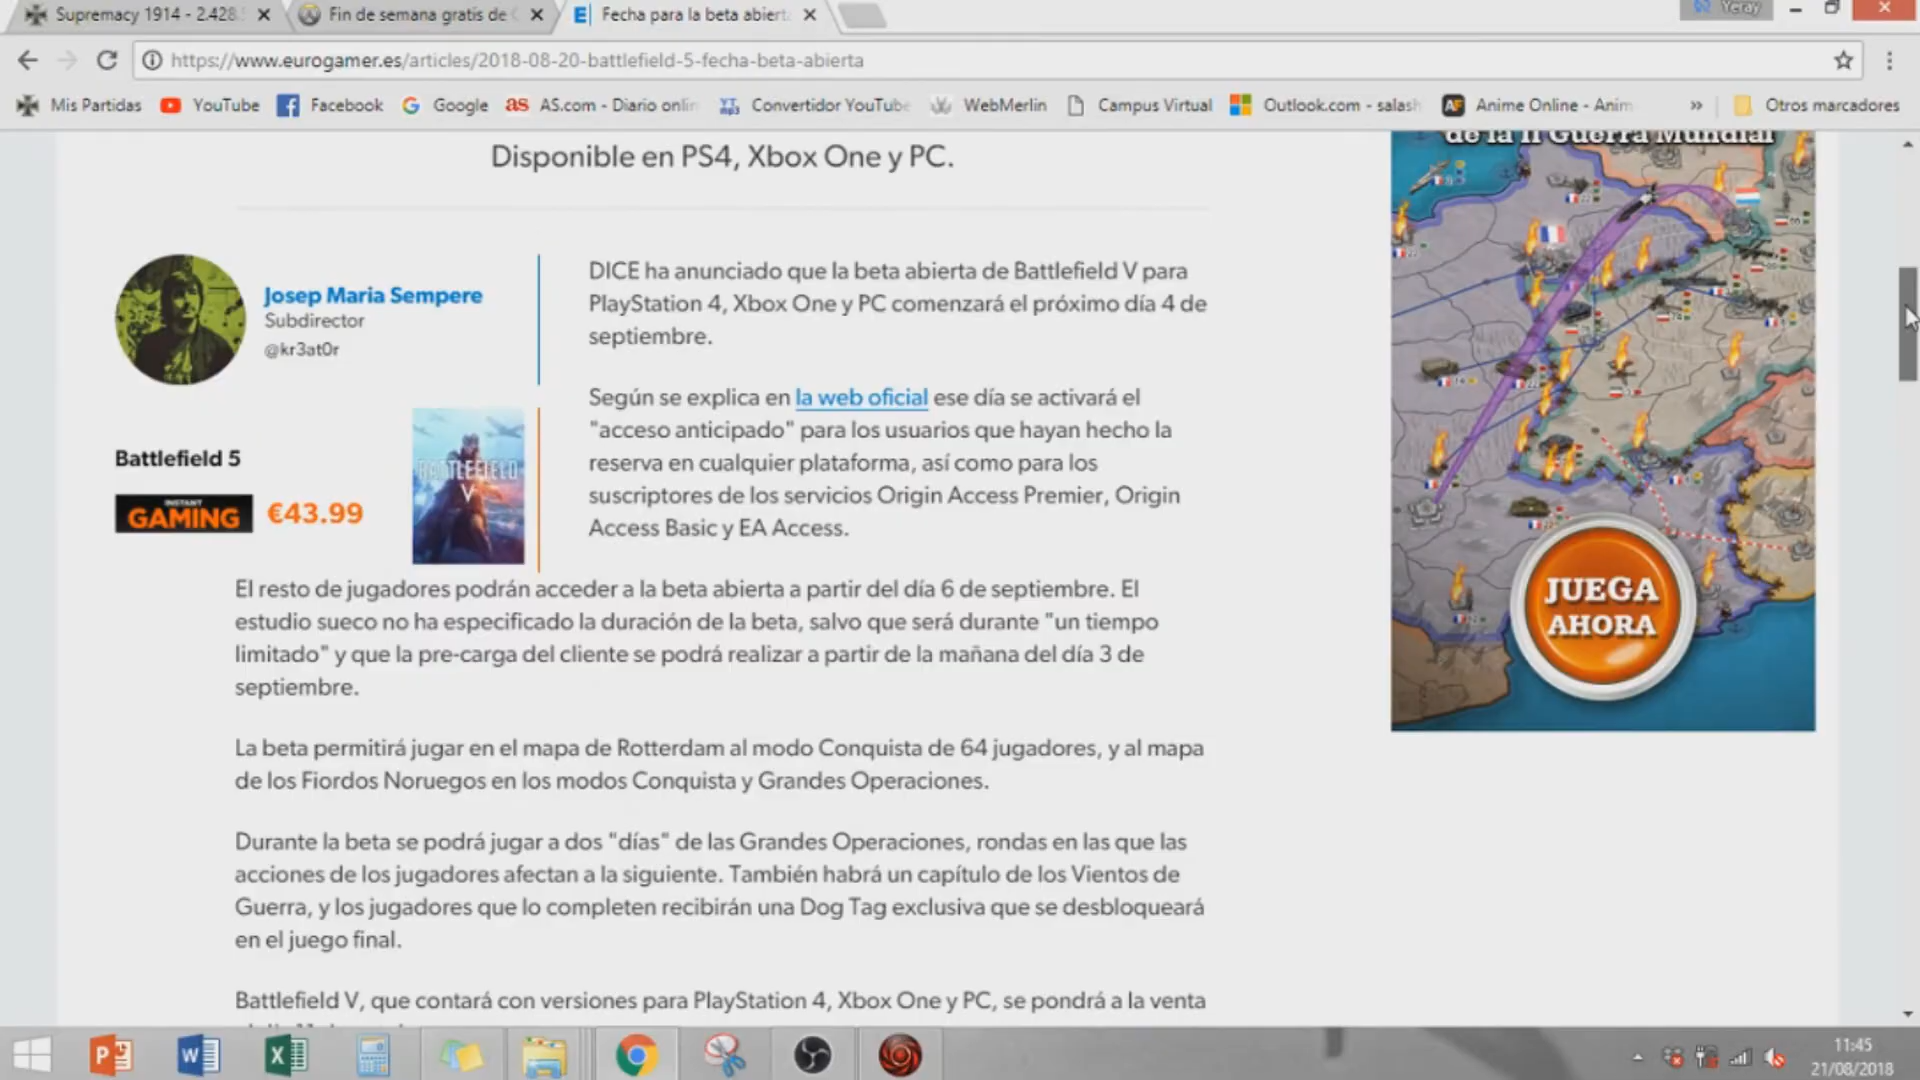 Supremacy 1914 - 2.428.
Fin de semana gratis de
Fecha para la beta abiert
Yeray
https://www.eurogamer.es/articles/2018-08-20-battlefield-5-fecha-beta-abierta
Mis Partidas
YouTube
Facebook
Google
as
AS.com - Diario onlin
Convertidor YouTube
WebMerlin
Campus Virtual
Outlook.com - salas
Anime Online - Anim
»
Otros marcadores
de la II Guerra Mundial
Disponible en PS4, Xbox One y PC.
Josep Maria Sempere
Subdirector
@kr3at0r
Battlefield 5
INSTANT
GAMING
€43.99
BATTLEFIELD
V
DICE ha anunciado que la beta abierta de Battlefield V para
PlayStation 4, Xbox One y PC comenzará el próximo día 4 de
septiembre.
Según se explica en la web oficial ese día se activará el
"acceso anticipado" para los usuarios que hayan hecho la
reserva en cualquier plataforma, así como para los
suscriptores de los servicios Origin Access Premier, Origin
Access Basic y EA Access.
El resto de jugadores podrán acceder a la beta abierta a partir del día 6 de septiembre. El
estudio sueco no ha especificado la duración de la beta, salvo que será durante "un tiempo
limitado" y que la pre-carga del cliente se podrá realizar a partir de la mañana del día 3 de
septiembre.
La beta permitirá jugar en el mapa de Rotterdam al modo Conquista de 64 jugadores, y al mapa
de los Fiordos Noruegos en los modos Conquista y Grandes Operaciones.
Durante la beta se podrá jugar a dos "días" de las Grandes Operaciones, rondas en las que las
acciones de los jugadores afectan a la siguiente. También habrá un capítulo de los Vientos de
Guerra, y los jugadores que lo completen recibirán una Dog Tag exclusiva que se desbloqueará
en el juego final.
Battlefield V, que contará con versiones para PlayStation 4, Xbox One y PC, se pondrá a la venta
JUEGA
AHORA
11:45
21/08/2018